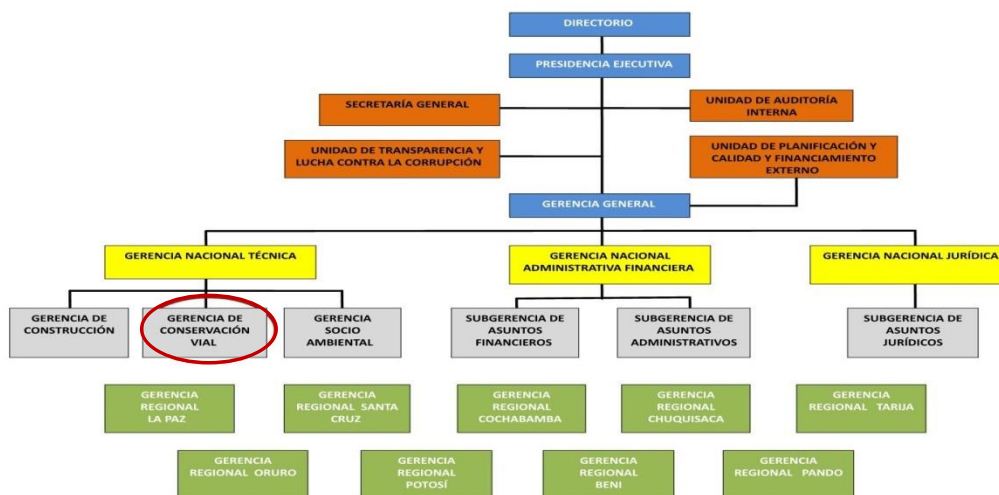 DIRECTORIO
PRESIDENCIA EJECUTIVA
SECRETARÍA GENERAL
UNIDAD DE AUDITORÍA
INTERNA
UNIDAD DE TRANSPARENCIA Y
LUCHA CONTRA LA CORRUPCIÓN
UNIDAD DE PLANIFICACIÓN Y
CALIDAD Y FINANCIAMIENTO
EXTERNO
GERENCIA GENERAL
GERENCIA NACIONAL TÉCNICA
GERENCIA NACIONAL
ADMINISTRATIVA FINANCIERA
GERENCIA NACIONAL JURÍDICA
GERENCIA DE
CONSTRUCCIÓN
GERENCIA DE
CONSERVACIÓN
VIAL
GERENCIA
SOCIO
AMBIENTAL
SUBGERENCIA DE
ASUNTOS
FINANCIEROS
SUBGERENCIA DE
ASUNTOS
ADMINISTRATIVOS
SUBGERENCIA DE
ASUNTOS
JURÍDICOS
GERENCIA
REGIONAL
LA PAZ
GERENCIA
REGIONAL SANTA
CRUZ
GERENCIA
REGIONAL
COCHABAMBA
GERENCIA
REGIONAL
CHUQUISACA
GERENCIA
REGIONAL TARIJA
GERENCIA
REGIONAL ORURO
GERENCIA
REGIONAL
POTOSÍ
GERENCIA
REGIONAL
BENI
GERENCIA
REGIONAL PANDO